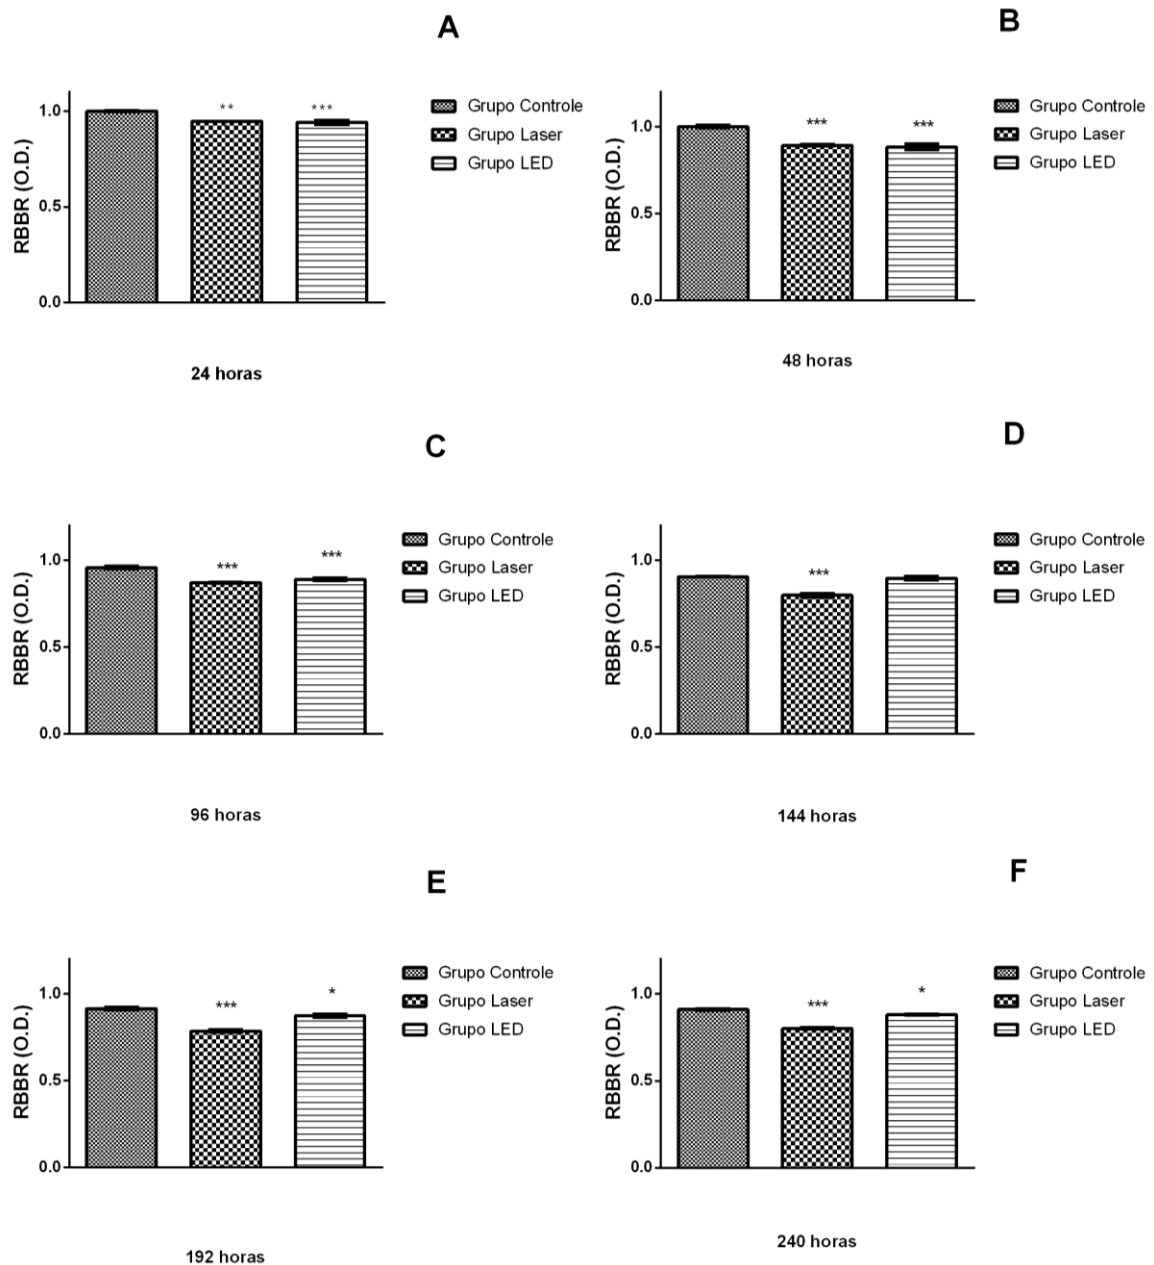 A
RBBR (O.D.)
1.0
0.5
0.0
**
***
Grupo Controle
Grupo Laser
Grupo LED
24 horas
B
RBBR (O.D.)
1.0
0.5
0.0
***
***
Grupo Controle
Grupo Laser
Grupo LED
48 horas
C
RBBR (O.D.)
1.0
0.5
0.0
***
***
Grupo Controle
Grupo Laser
Grupo LED
96 horas
D
RBBR (O.D.)
1.0
0.5
0.0
***
Grupo Controle
Grupo Laser
Grupo LED
144 horas
E
RBBR (O.D.)
1.0
0.5
0.0
***
*
Grupo Controle
Grupo Laser
Grupo LED
192 horas
F
RBBR (O.D.)
1.0
0.5
0.0
***
*
Grupo Controle
Grupo Laser
Grupo LED
240 horas